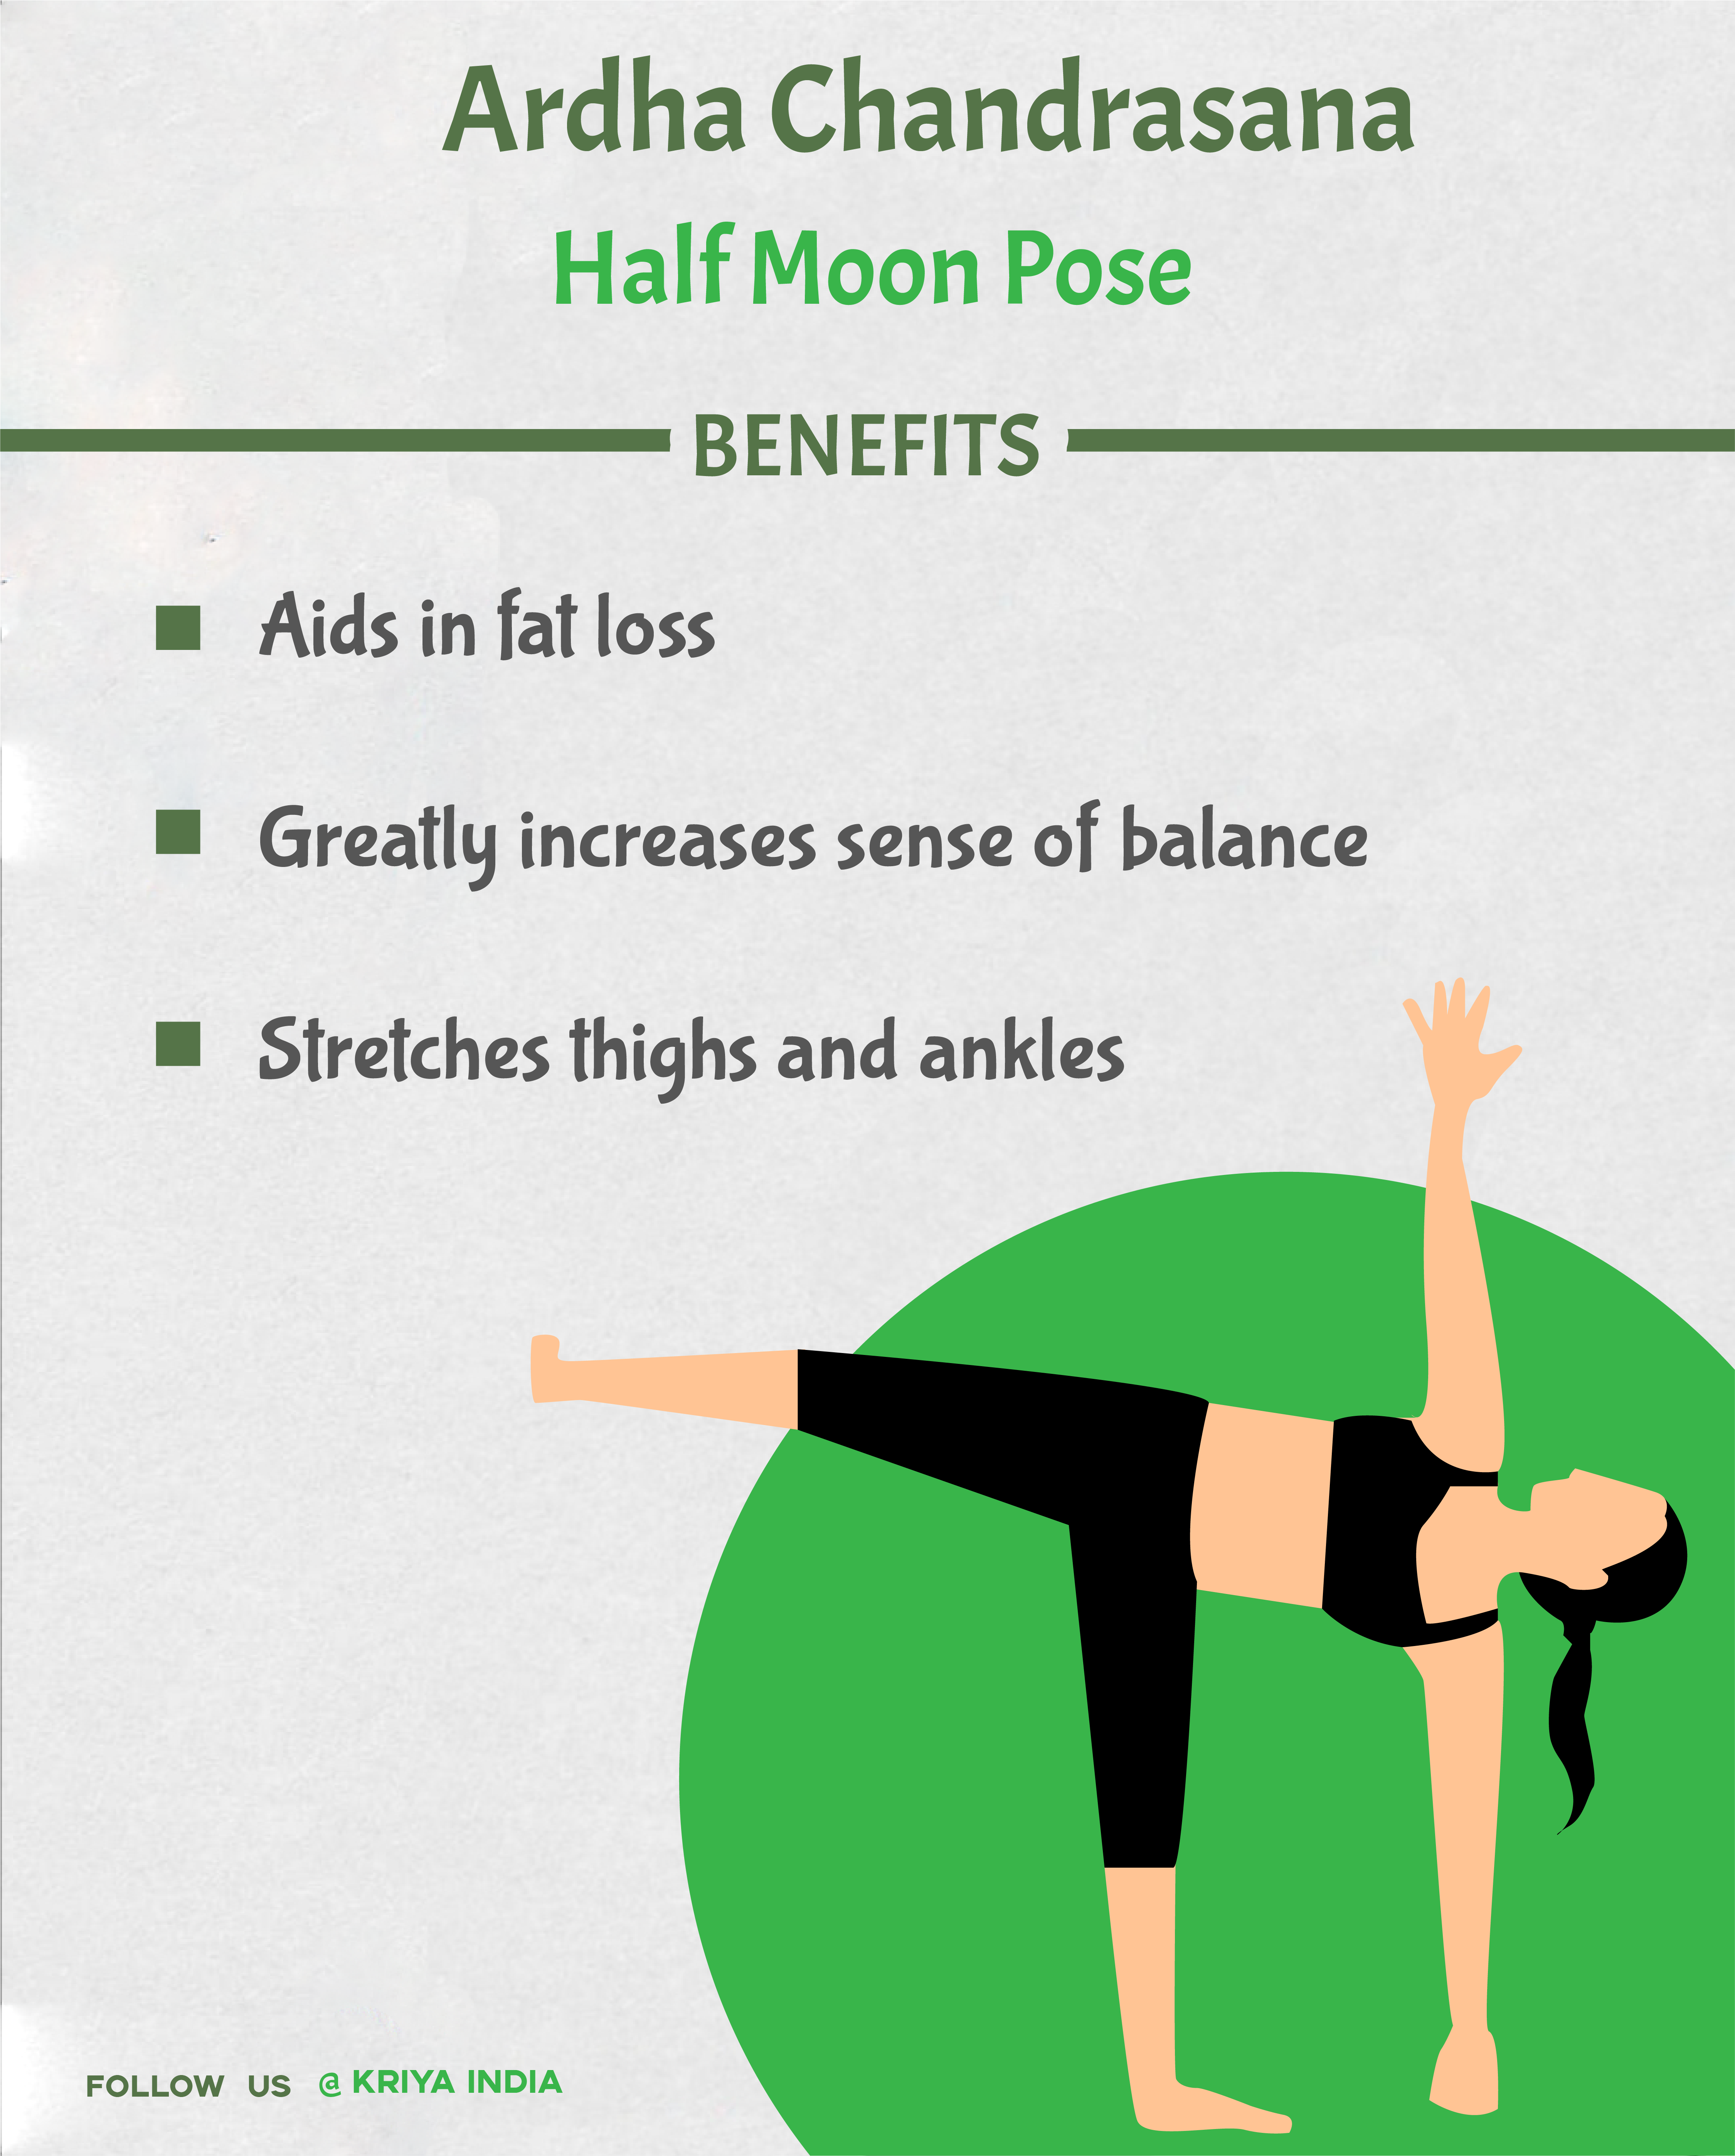 Ardha Chandrasana
Half Moon Pose
BENEFITS
Aids in fat loss
Greatly increases sense of balance
Stretches thighs and ankles
FOLLOW US @ KRIYA INDIA